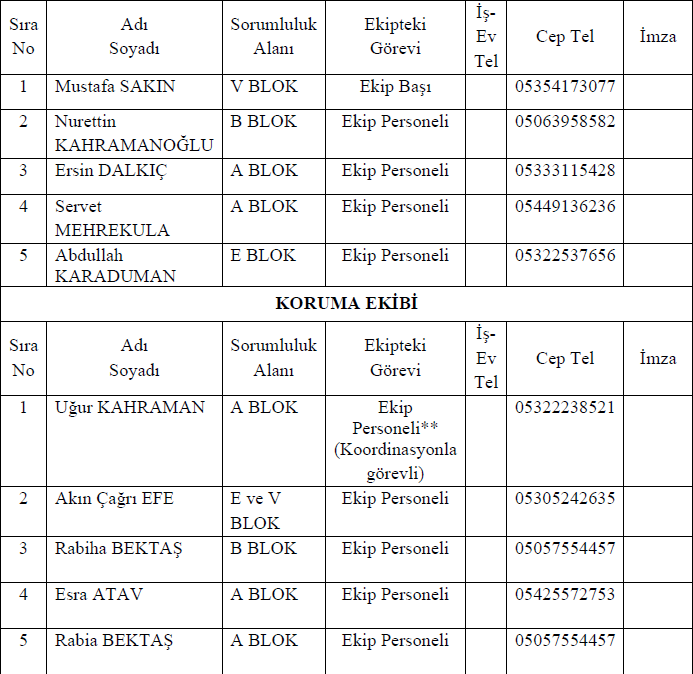 Sıra No | Adı Soyadı | Sorumluluk Alanı | Ekipteki Görevi | İş-Ev Tel | Cep Tel | İmza
1 | Mustafa SAKIN | V BLOK | Ekip Başı | | 05354173077 |
2 | Nurettin KAHRAMANOĞLU | B BLOK | Ekip Personeli | | 05063958582 |
3 | Ersin DALKIÇ | A BLOK | Ekip Personeli | | 05333115428 |
4 | Servet MEHREKULA | A BLOK | Ekip Personeli | | 05449136236 |
5 | Abdullah KARADUMAN | E BLOK | Ekip Personeli | | 05322537656 |
KORUMA EKİBİ
Sıra No | Adı Soyadı | Sorumluluk Alanı | Ekipteki Görevi | İş-Ev Tel | Cep Tel | İmza
1 | Uğur KAHRAMAN | A BLOK | Ekip Personeli** (Koordinasyonla görevli) | | 05322238521 |
2 | Akın Çağrı EFE | E ve V BLOK | Ekip Personeli | | 05305242635 |
3 | Rabiha BEKTAŞ | B BLOK | Ekip Personeli | | 05057554457 |
4 | Esra ATAV | A BLOK | Ekip Personeli | | 05425572753 |
5 | Rabia BEKTAŞ | A BLOK | Ekip Personeli | | 05057554457 |